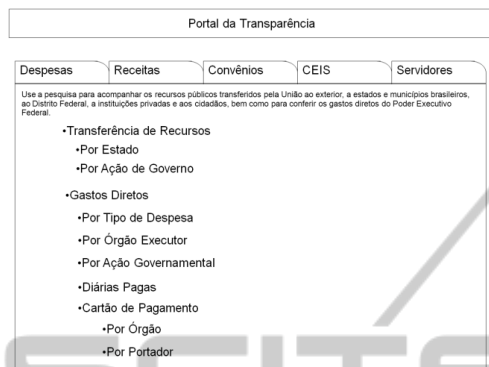 Portal da Transparência
Despesas
Receitas
Convênios
CEIS
Servidores
Use a pesquisa para acompanhar os recursos públicos transferidos pela União ao exterior, a estados e municípios brasileiros,
ao Distrito Federal, a instituições privadas e aos cidadãos, bem como para conferir os gastos diretos do Poder Executivo
Federal.
•Transferência de Recursos
•Por Estado
•Por Ação de Governo
•Gastos Diretos
•Por Tipo de Despesa
•Por Órgão Executor
•Por Ação Governamental
•Diárias Pagas
•Cartão de Pagamento
•Por Órgão
•Por Portador